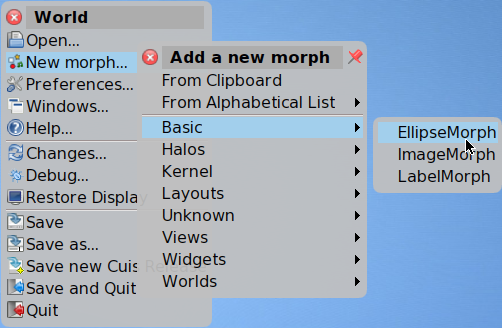 World
Open...
New morph...
Preferences...
Windows...
Help...
Changes...
Debug...
Restore Display
Save
Save as...
Save new Cuis Release
Save and Quit
Quit
Add a new morph
From Clipboard
From Alphabetical List
Basic
Halos
Kernel
Layouts
Unknown
Views
Widgets
Worlds
EllipseMorph
ImageMorph
LabelMorph